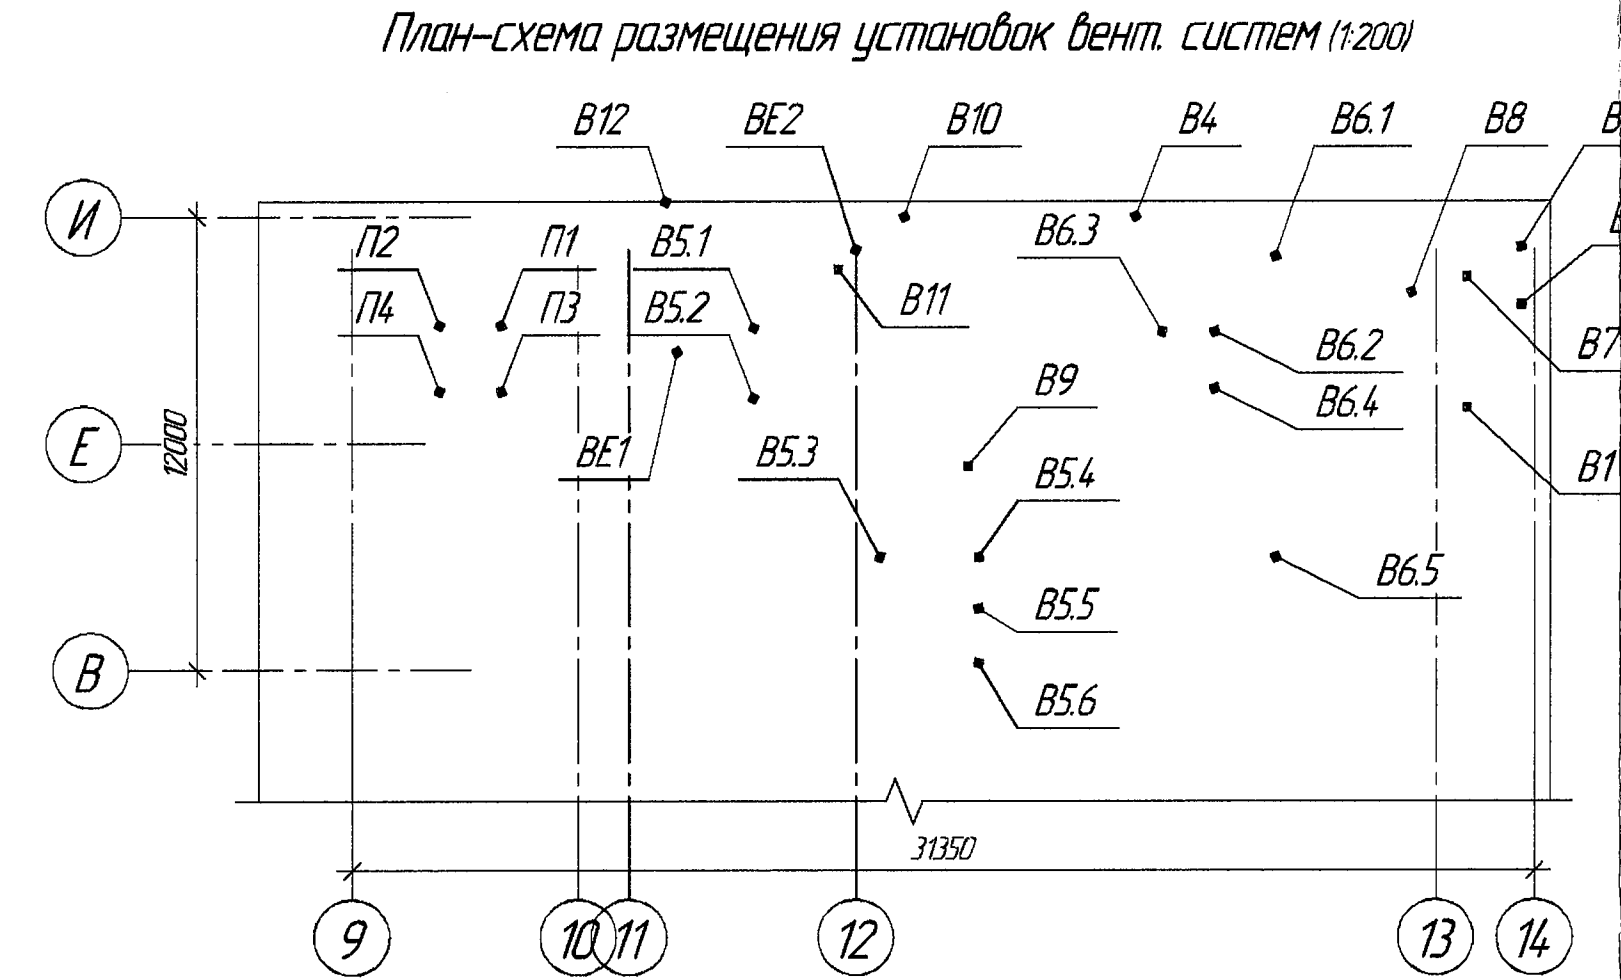 План-схема размещения установок вент. систем (1:200)
В12 ВЕ2 В10 В4 В6.1 В8
И
П2 П1 В5.1 В6.3
П4 П3 В5.2 В11
В6.2 В7
В9 В6.4
Е
12000
ВЕ1 В5.3 В5.4
В6.5
В5.5
В
В5.6
31350
9 10 11 12 13 14